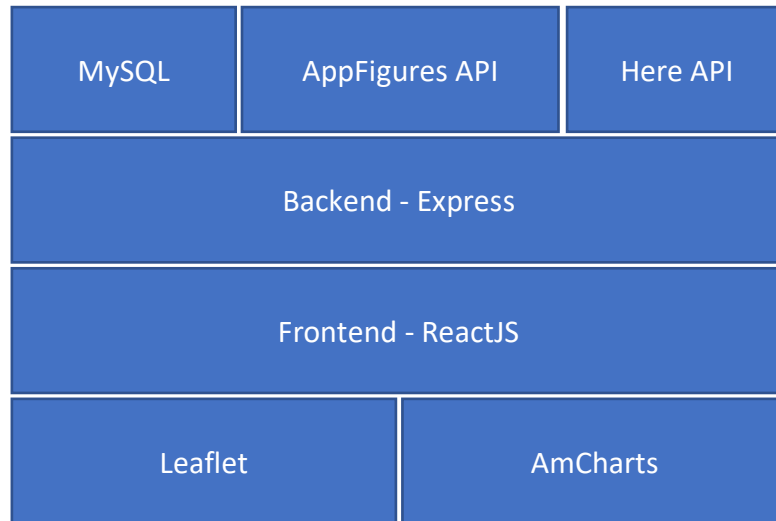 MySQL
AppFigures API
Here API
Backend - Express
Frontend - ReactJS
Leaflet
AmCharts